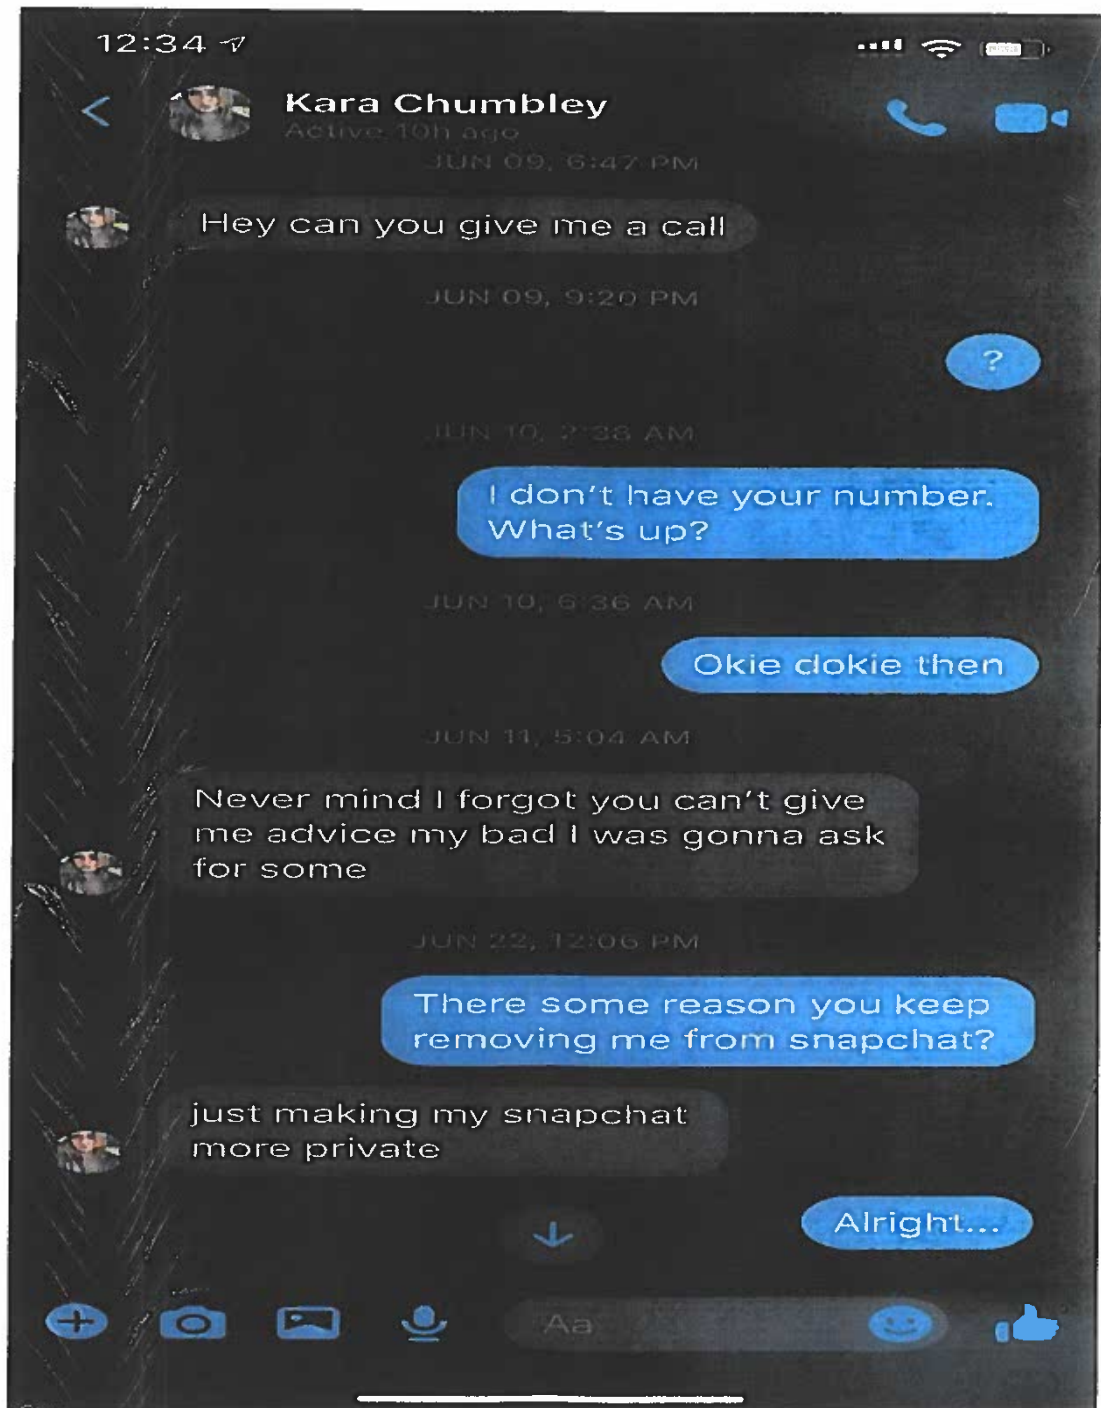 12:34
Kara Chumbley
Active 10h ago
JUN 09, 6:47 PM
Hey can you give me a call
JUN 09, 9:20 PM
?
JUN 10, 2:38 AM
I don't have your number.
What's up?
JUN 10, 6:36 AM
Okie dokie then
JUN 11, 5:04 AM
Never mind I forgot you can't give
me advice my bad I was gonna ask
for some
JUN 22, 12:06 PM
There some reason you keep
removing me from snapchat?
just making my snapchat
more private
Alright...
Aa